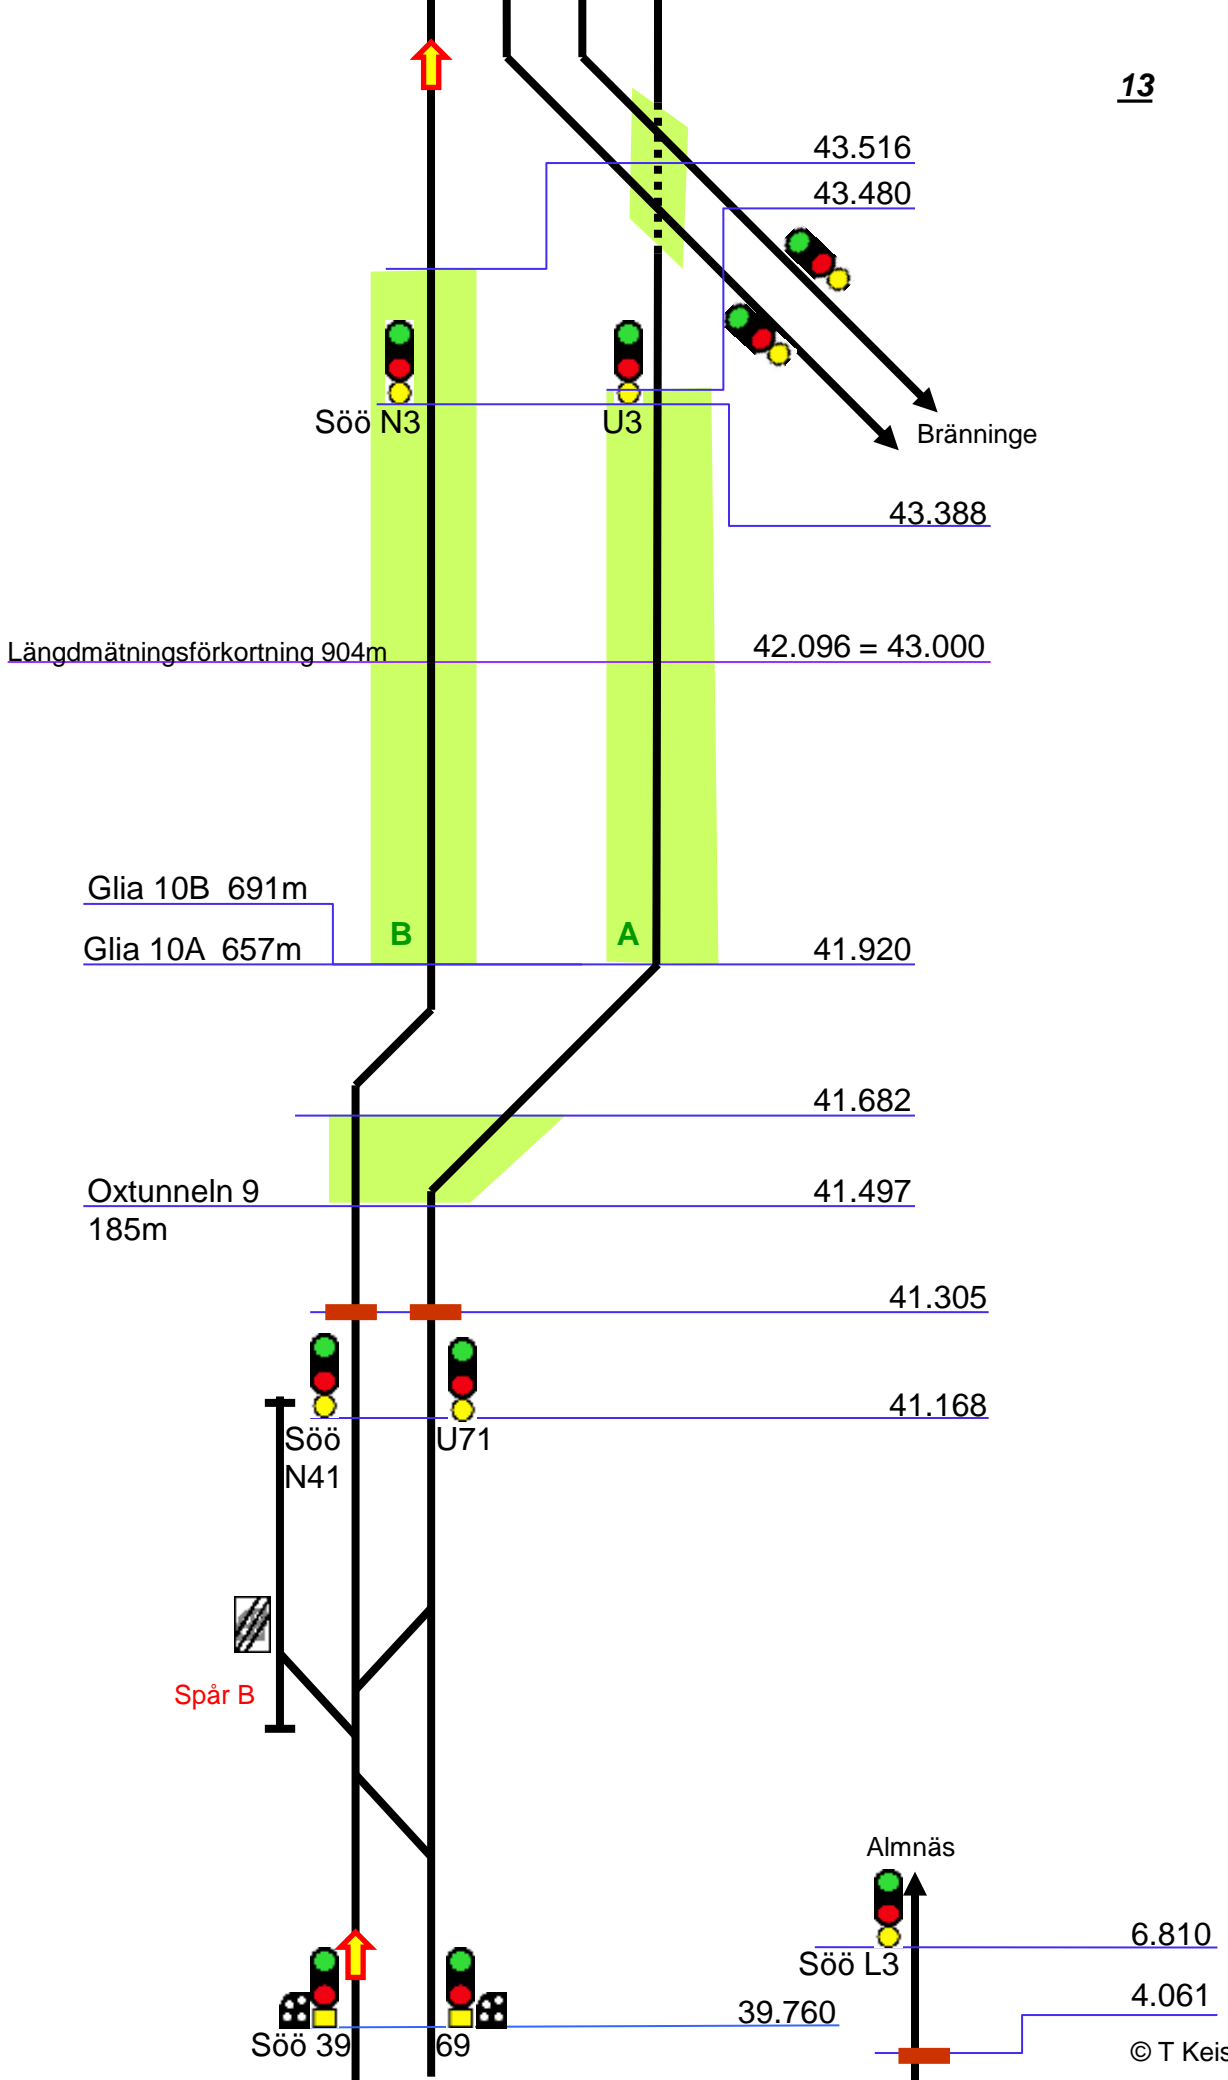 13
43.516
43.480
Söö N3
U3
Bränninge
43.388
Längdmätningsförkortning 904m
42.096 = 43.000
Glia 10B 691m
B
A
Glia 10A 657m
41.920
41.682
Oxtunneln 9
41.497
185m
41.305
41.168
Söö
U71
N41
Spår B
Almnäs
6.810
Söö L3
4.061
39.760
Söö 39
69
© T Keis